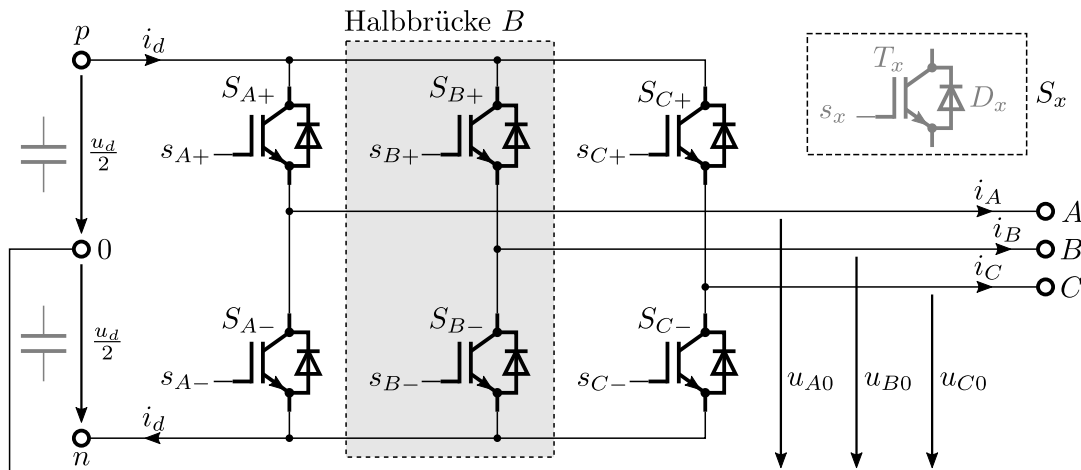 Halbbrücke B
p
i_d
S_{A+}
S_{B+}
S_{C+}
T_x
D_x
S_x
s_x
u_d/2
s_{A+}
s_{B+}
s_{C+}
i_A
A
0
i_B
B
i_C
C
u_d/2
S_{A-}
S_{B-}
S_{C-}
s_{A-}
s_{B-}
s_{C-}
u_{A0}
u_{B0}
u_{C0}
i_d
n